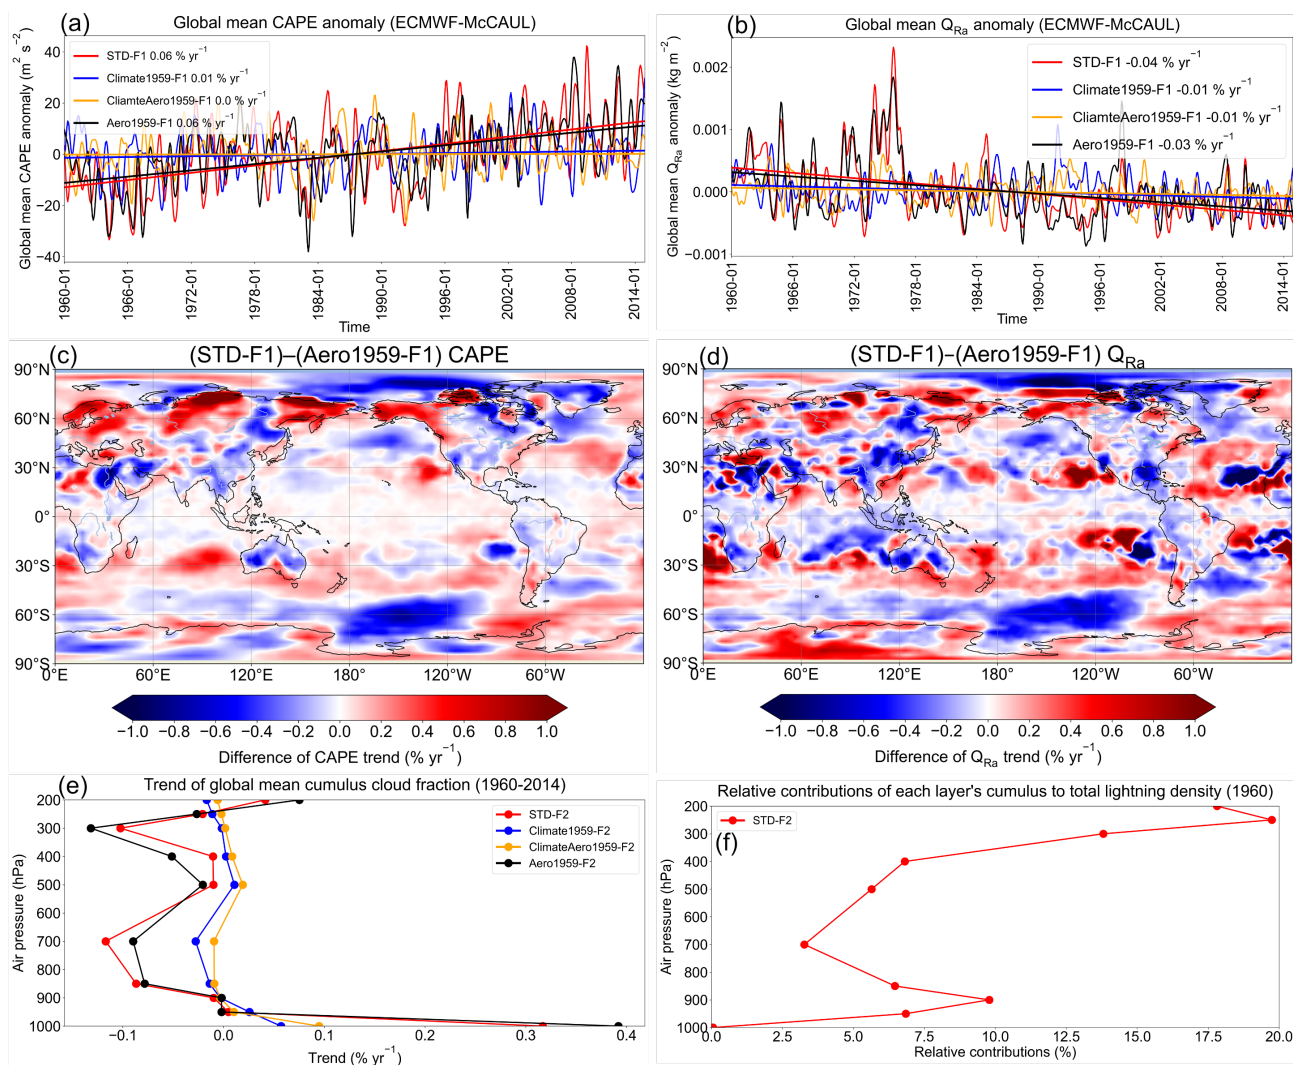 (a) Global mean CAPE anomaly (ECMWF-McCAUL)
Global mean CAPE anomaly (m² s⁻²)
40
20
0
−20
−40
STD-F1 0.06 % yr⁻¹
Climate1959-F1 0.01 % yr⁻¹
CliamteAero1959-F1 0.0 % yr⁻¹
Aero1959-F1 0.06 % yr⁻¹
1960-01 1966-01 1972-01 1978-01 1984-01 1990-01 1996-01 2002-01 2008-01 2014-01
Time
(b) Global mean Q_Ra anomaly (ECMWF-McCAUL)
Global mean Q_Ra anomaly (kg m⁻²)
0.002
0.001
0.000
−0.001
STD-F1 -0.04 % yr⁻¹
Climate1959-F1 -0.01 % yr⁻¹
CliamteAero1959-F1 -0.01 % yr⁻¹
Aero1959-F1 -0.03 % yr⁻¹
1960-01 1966-01 1972-01 1978-01 1984-01 1990-01 1996-01 2002-01 2008-01 2014-01
Time
(c) (STD-F1)–(Aero1959-F1) CAPE
90°N
60°N
30°N
0°
30°S
60°S
90°S
0°E 60°E 120°E 180° 120°W 60°W
−1.0 −0.8 −0.6 −0.4 −0.2 0.0 0.2 0.4 0.6 0.8 1.0
Difference of CAPE trend (% yr⁻¹)
(d) (STD-F1)–(Aero1959-F1) Q_Ra
90°N
60°N
30°N
0°
30°S
60°S
90°S
0°E 60°E 120°E 180° 120°W 60°W
−1.0 −0.8 −0.6 −0.4 −0.2 0.0 0.2 0.4 0.6 0.8 1.0
Difference of Q_Ra trend (% yr⁻¹)
(e) Trend of global mean cumulus cloud fraction (1960-2014)
Air pressure (hPa)
200
300
400
500
600
700
800
900
1000
STD-F2
Climate1959-F2
ClimateAero1959-F2
Aero1959-F2
−0.1 0.0 0.1 0.2 0.3 0.4
Trend (% yr⁻¹)
Relative contributions of each layer's cumulus to total lightning density (1960)
(f)
Air pressure (hPa)
200
300
400
500
600
700
800
900
1000
STD-F2
0.0 2.5 5.0 7.5 10.0 12.5 15.0 17.5 20.0
Relative contributions (%)